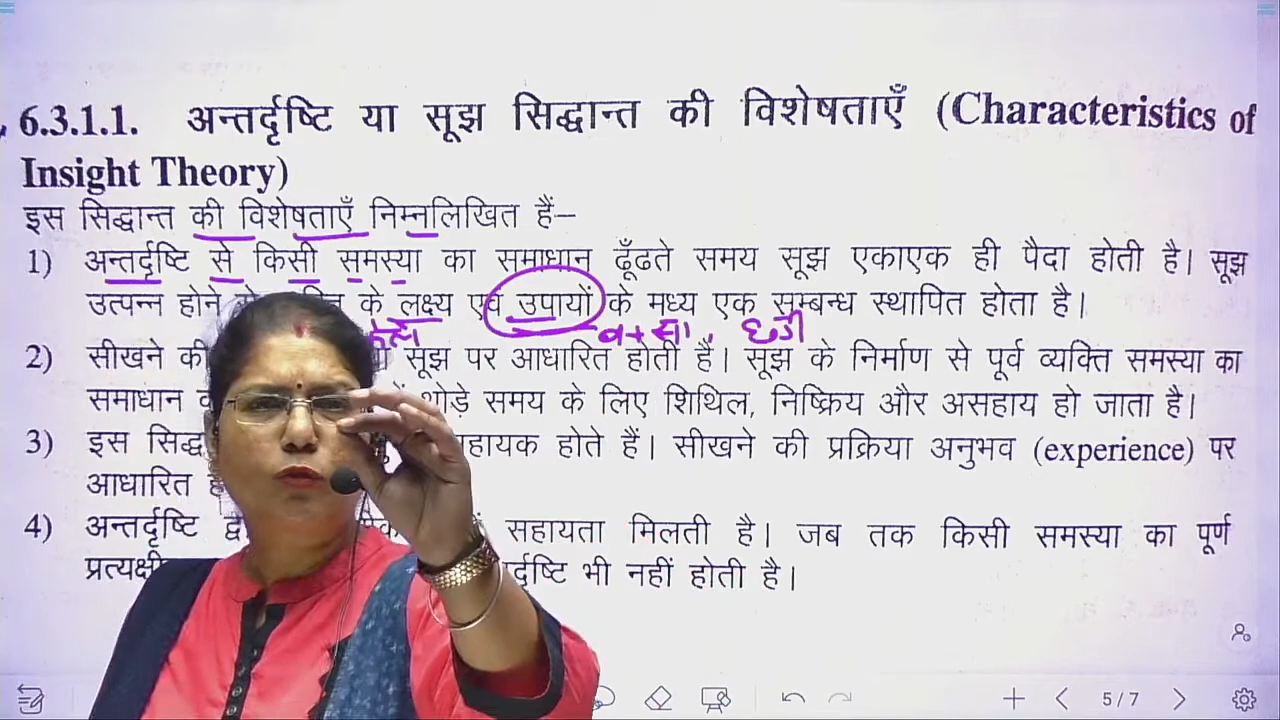 6.3.1.1. अन्तर्दृष्टि या सूझ सिद्धान्त की विशेषताएँ (Characteristics of
Insight Theory)
इस सिद्धान्त की विशेषताएँ निम्नलिखित हैं–
1) अन्तर्दृष्टि से किसी समस्या का समाधान ढूँढते समय सूझ एकाएक ही पैदा होती है। सूझ
उत्पन्न होने के लक्ष्य एवं उपायों के मध्य एक सम्बन्ध स्थापित होता है।
2) सीखने की सूझ पर आधारित होती है। सूझ के निर्माण से पूर्व व्यक्ति समस्या का
समाधान थोड़े समय के लिए शिथिल, निष्क्रिय और असहाय हो जाता है।
3) इस सहायक होते हैं। सीखने की प्रक्रिया अनुभव (experience) पर
आधारित
4) अन्तर्दृष्टि सहायता मिलती है। जब तक किसी समस्या का पूर्ण
भी नहीं होती है।
5/7